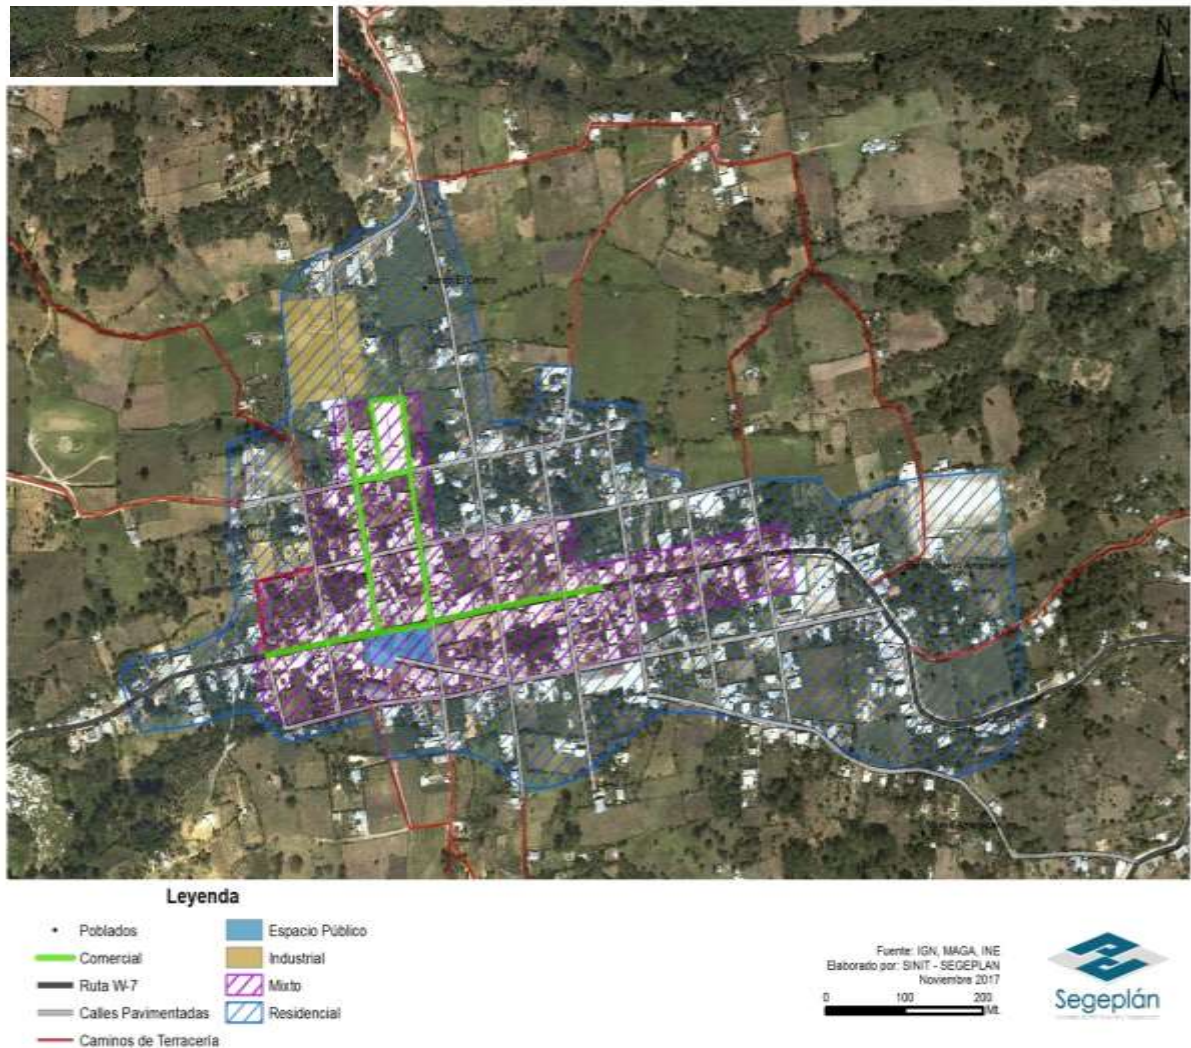 N
Leyenda
Poblados
Comercial
Ruta W-7
Calles Pavimentadas
Caminos de Terracería
Espacio Público
Industrial
Mixto
Residencial
Fuente: IGN, MAGA, INE
Elaborado por: SINIT - SEGEPLAN
Noviembre 2017
0 100 200
Mt.
Segeplán